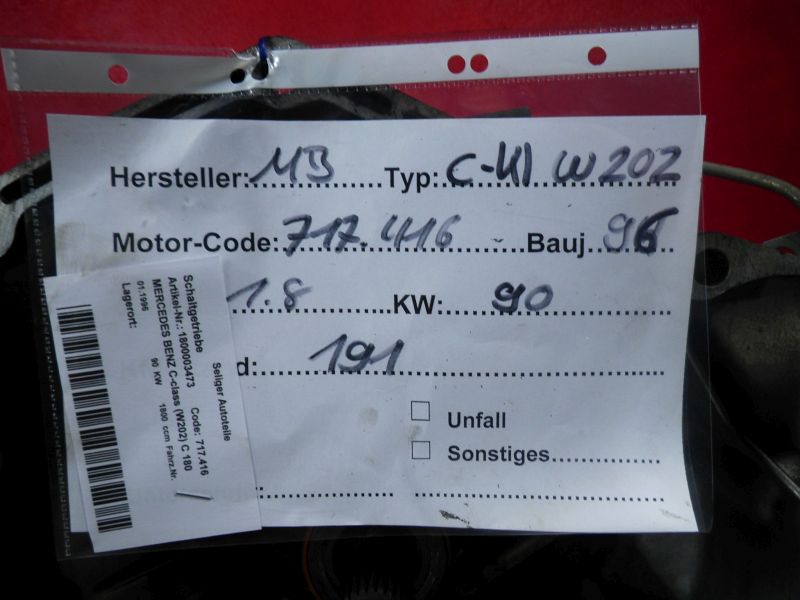 Hersteller: MB Typ: C-Kl W202
Motor-Code: 717.416 Bauj 96
1.8 KW: 90
d: 191
Unfall
Sonstiges
Seliger Autoteile
Schaltgetriebe
Artikel-Nr.: 1800003473 Code: 717.416
MERCEDES BENZ C-class (W202) C 180
01.1995 90 KW 1800 ccm Fahrz.Nr.
Lagerort: